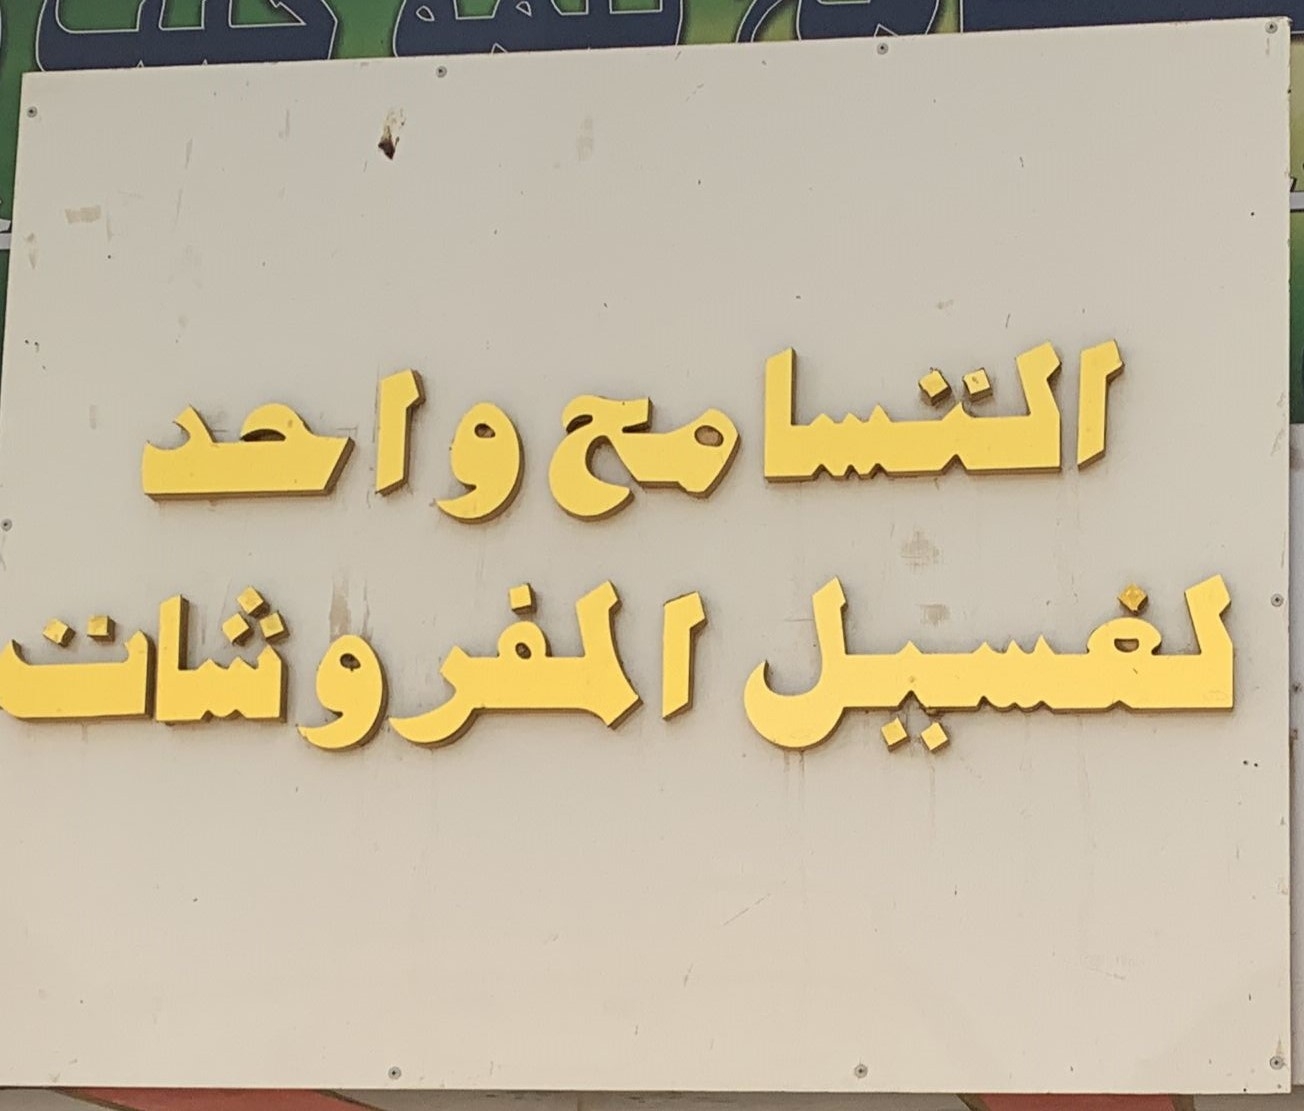 التسامح واحد
لغسيل المفروشات